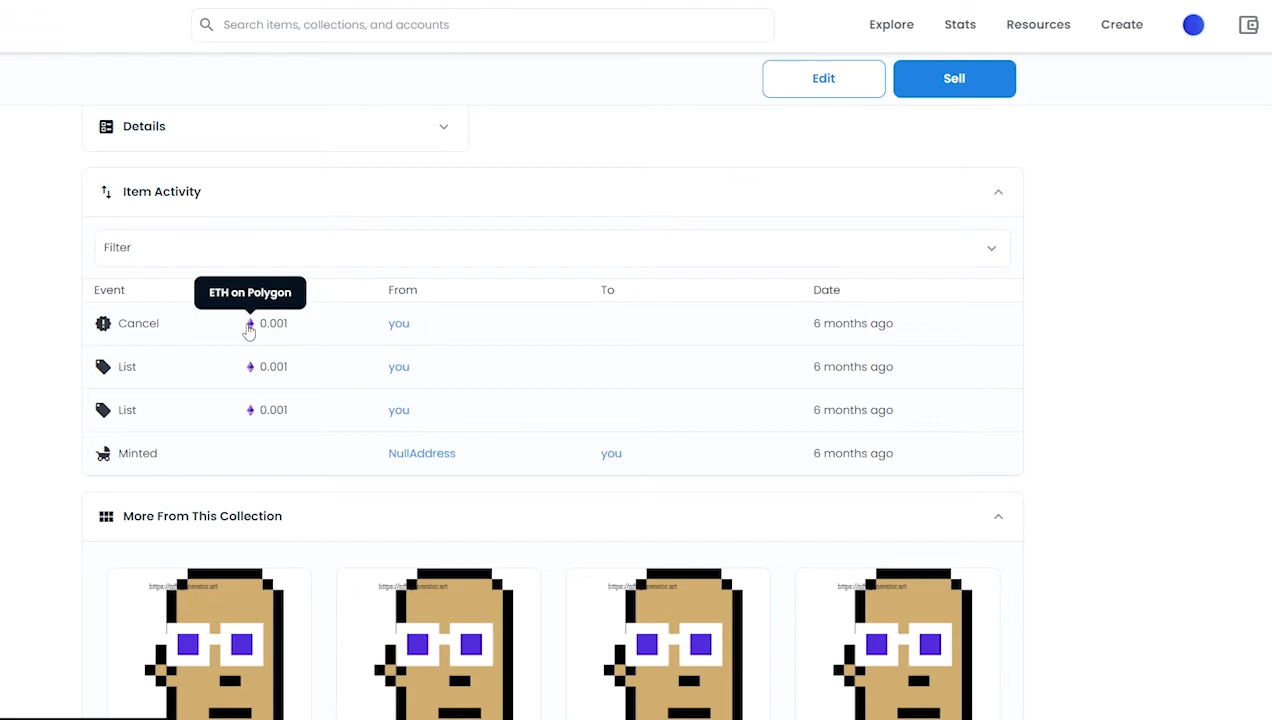 Search items, collections, and accounts
Explore Stats Resources Create
Edit Sell
Details
Item Activity
Filter
Event From To Date
ETH on Polygon
Cancel 0.001 you 6 months ago
List 0.001 you 6 months ago
List 0.001 you 6 months ago
Minted NullAddress you 6 months ago
More From This Collection